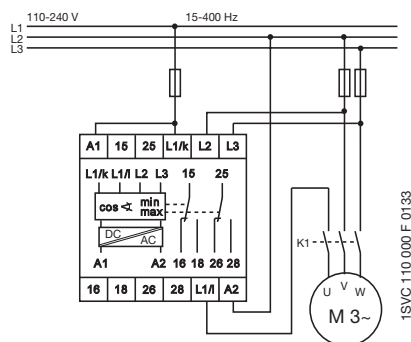 L1 110-240 V 15-400 Hz
L2
L3
A1 15 25 L1/k L2 L3
L1/k L1/l L2 L3 15 25
cos ∢ min
max
DC
AC
A1 A2 16 18 26 28
16 18 26 28 L1/l A2
K1
U V W
M 3~
1SVC 110 000 F 0133